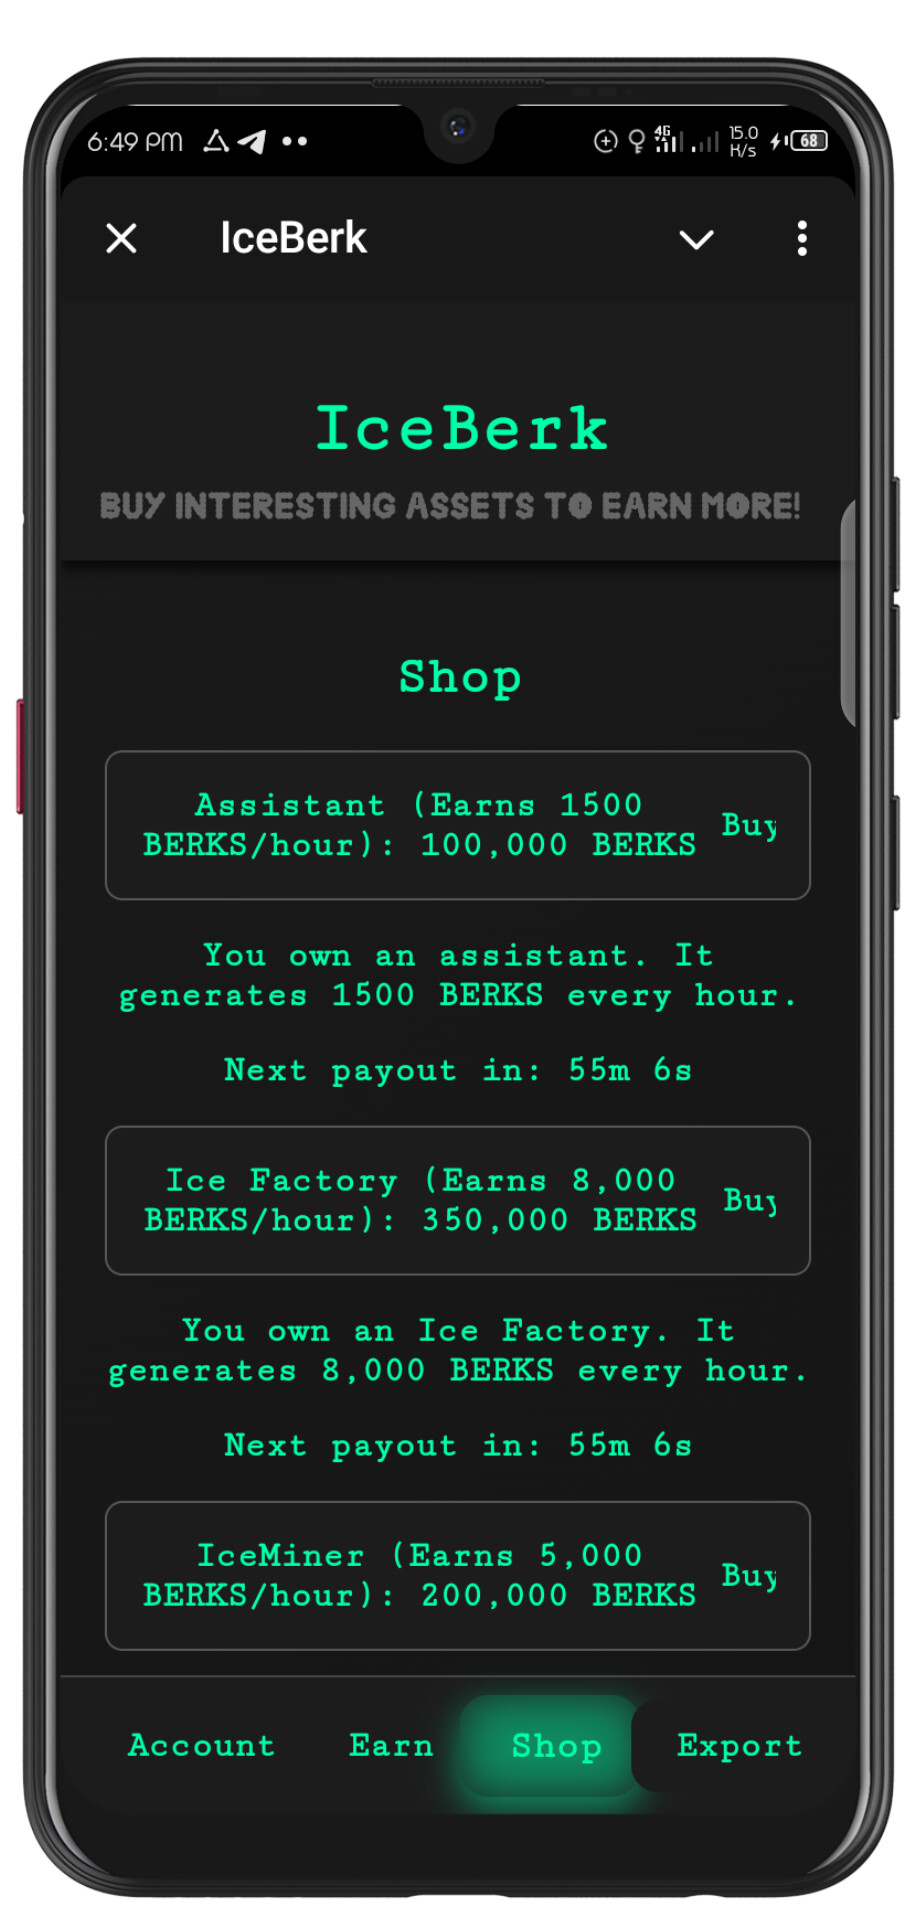 6:49 PM
4G
15.0
K/s
68
IceBerk
IceBerk
BUY INTERESTING ASSETS TO EARN MORE!
Shop
Assistant (Earns 1500
BERKS/hour): 100,000 BERKS
Buy
You own an assistant. It
generates 1500 BERKS every hour.
Next payout in: 55m 6s
Ice Factory (Earns 8,000
BERKS/hour): 350,000 BERKS
Buy
You own an Ice Factory. It
generates 8,000 BERKS every hour.
Next payout in: 55m 6s
IceMiner (Earns 5,000
BERKS/hour): 200,000 BERKS
Buy
Account
Earn
Shop
Export